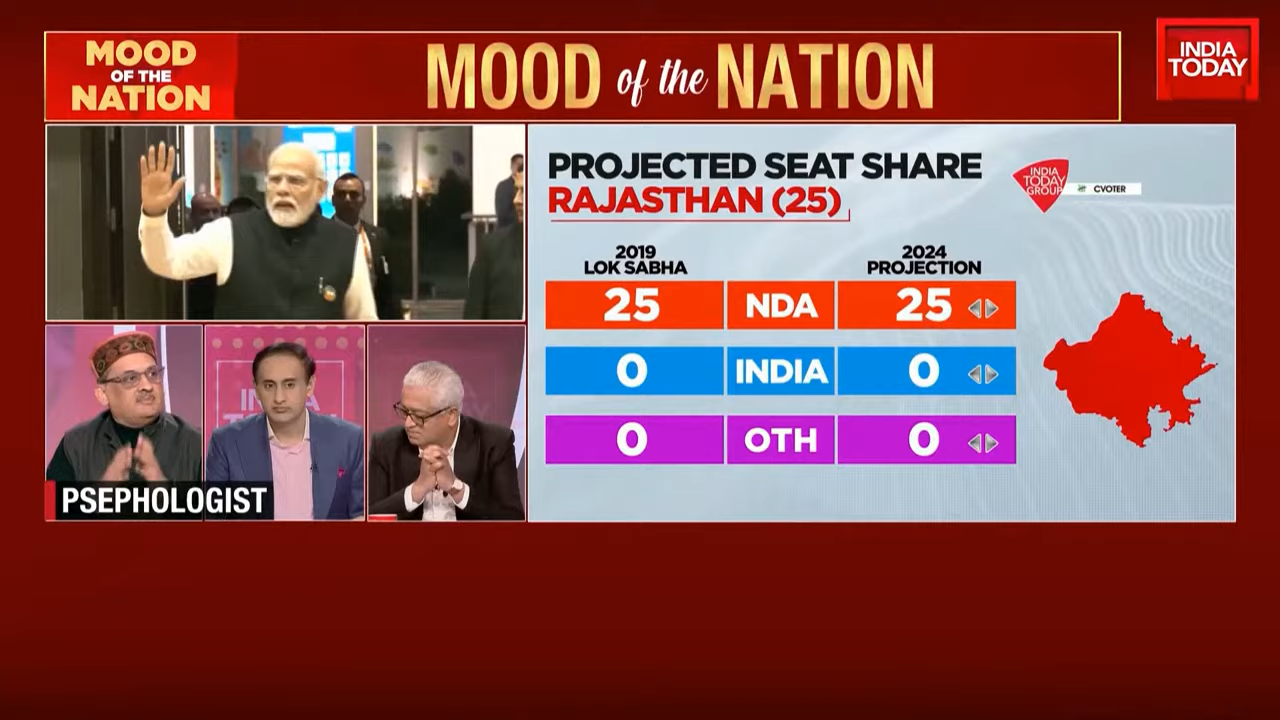 MOOD
OF THE
NATION
MOOD of the NATION
INDIA
TODAY
PROJECTED SEAT SHARE
RAJASTHAN (25)
INDIA
TODAY
GROUP
CVOTER
2019
LOK SABHA
2024
PROJECTION
25 NDA 25
0 INDIA 0
0 OTH 0
PSEPHOLOGIST